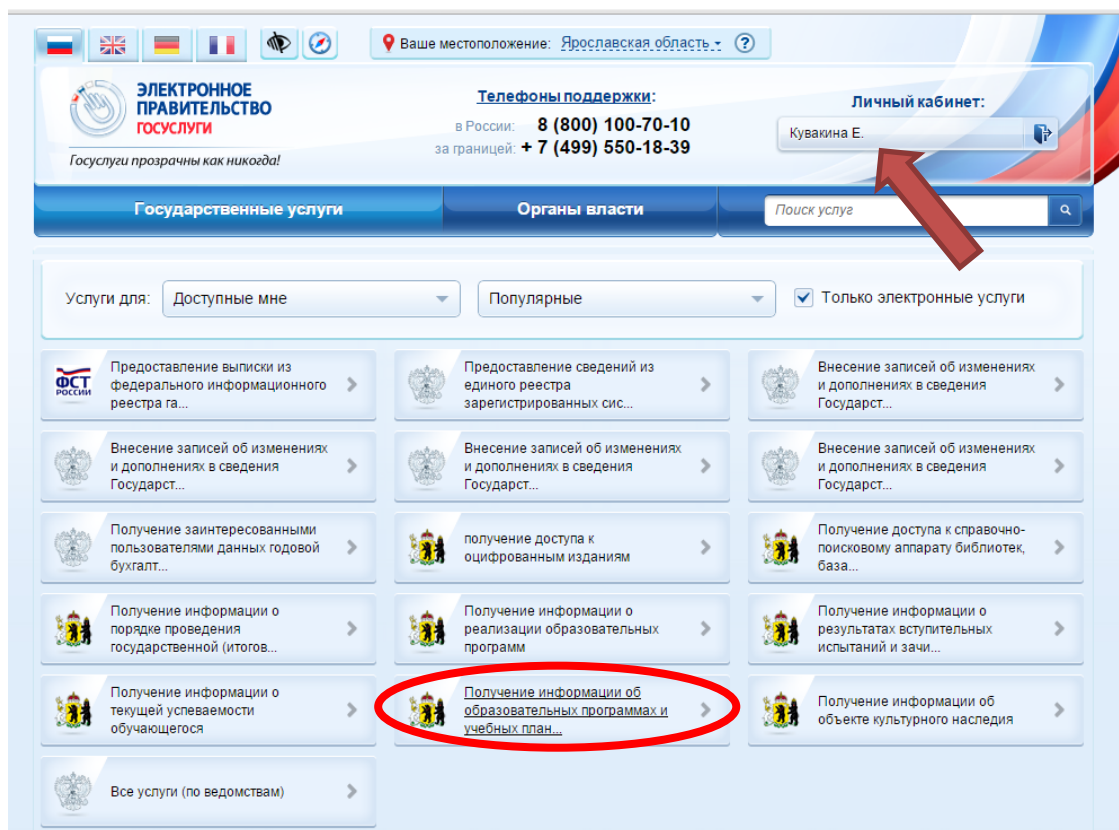 Ваше местоположение: Ярославская область ?
ЭЛЕКТРОННОЕ
ПРАВИТЕЛЬСТВО
ГОСУСЛУГИ
Госуслуги прозрачны как никогда!
Телефоны поддержки:
в России: 8 (800) 100-70-10
за границей: + 7 (499) 550-18-39
Личный кабинет:
Кувакина Е.
Государственные услуги
Органы власти
Поиск услуг
Услуги для: Доступные мне
Популярные
Только электронные услуги
ФСТ
РОССИИ
Предоставление выписки из
федерального информационного
реестра га...
Предоставление сведений из
единого реестра
зарегистрированных сис...
Внесение записей об изменениях
и дополнениях в сведения
Государст...
Внесение записей об изменениях
и дополнениях в сведения
Государст...
Внесение записей об изменениях
и дополнениях в сведения
Государст...
Внесение записей об изменениях
и дополнениях в сведения
Государст...
Получение заинтересованными
пользователями данных годовой
бухгалт...
получение доступа к
оцифрованным изданиям
Получение доступа к справочно-
поисковому аппарату библиотек,
база...
Получение информации о
порядке проведения
государственной (итогов...
Получение информации о
реализации образовательных
программ
Получение информации о
результатах вступительных
испытаний и зачи...
Получение информации о
текущей успеваемости
обучающегося
Получение информации об
образовательных программах и
учебных план...
Получение информации об
объекте культурного наследия
Все услуги (по ведомствам)